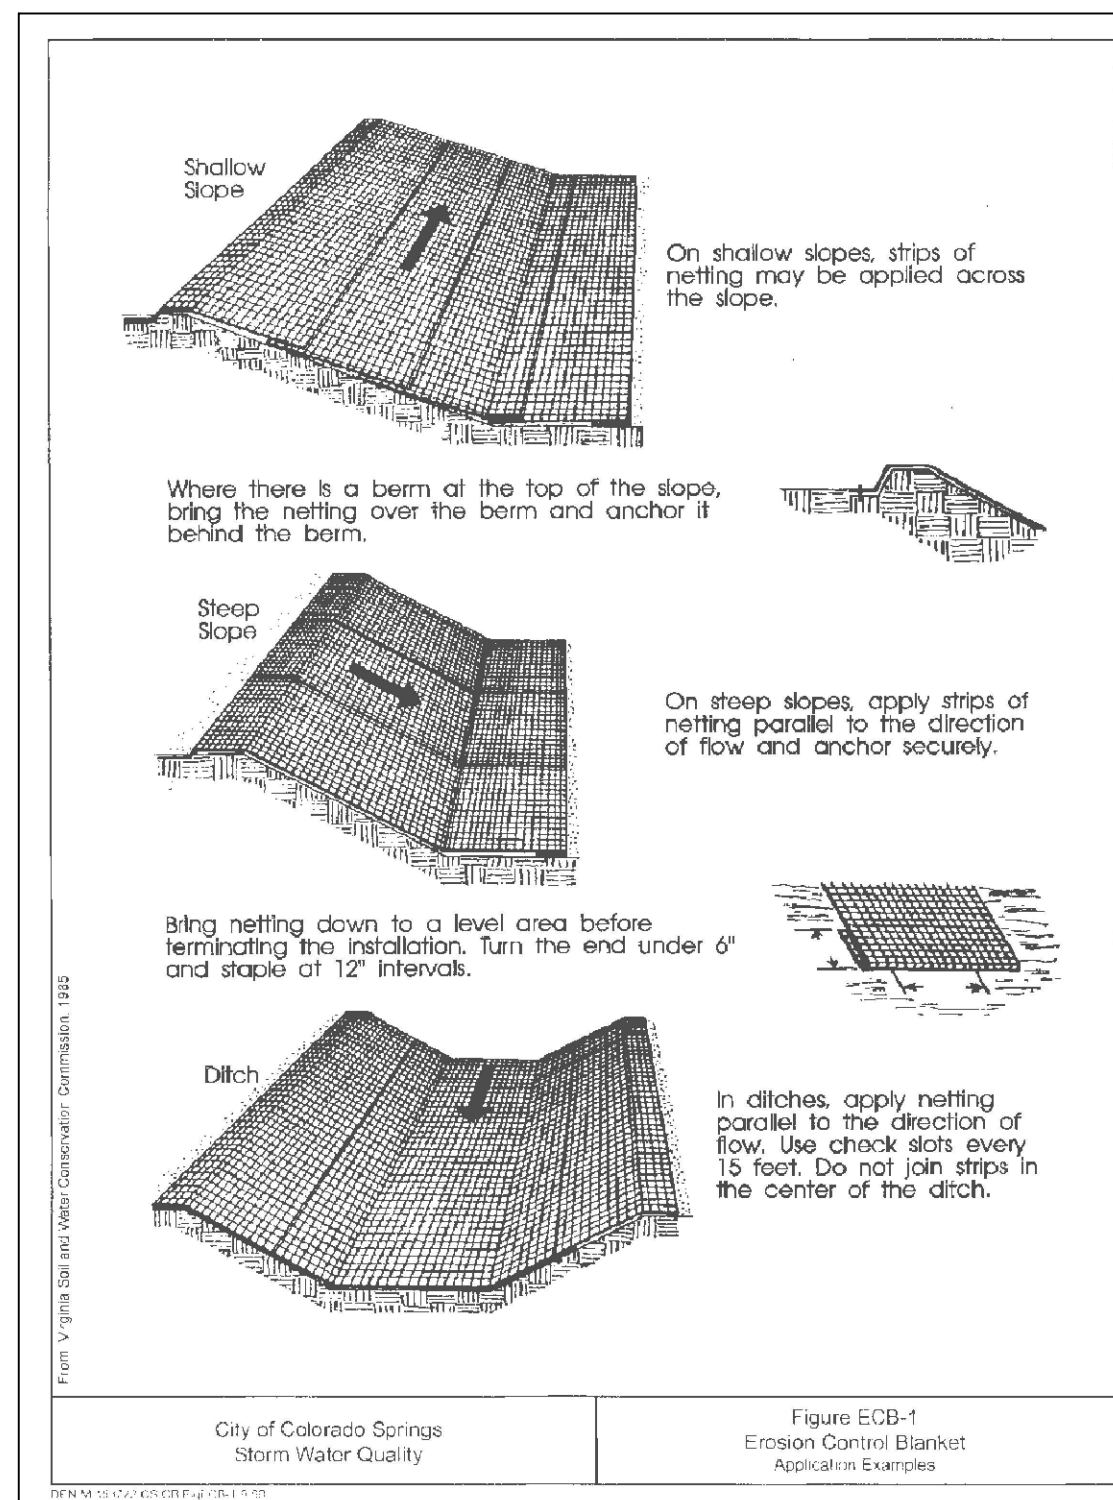 Shallow
Slope
On shallow slopes, strips of
netting may be applied across
the slope.
Where there is a berm at the top of the slope,
bring the netting over the berm and anchor it
behind the berm.
Steep
Slope
On steep slopes, apply strips of
netting parallel to the direction
of flow and anchor securely.
Bring netting down to a level area before
terminating the installation. Turn the end under 6"
and staple at 12" intervals.
Ditch
In ditches, apply netting
parallel to the direction of
flow. Use check slots every
15 feet. Do not join strips in
the center of the ditch.
From Virginia Soil and Water Conservation Commission, 1985
City of Colorado Springs
Storm Water Quality
Figure ECB-1
Erosion Control Blanket
Application Examples